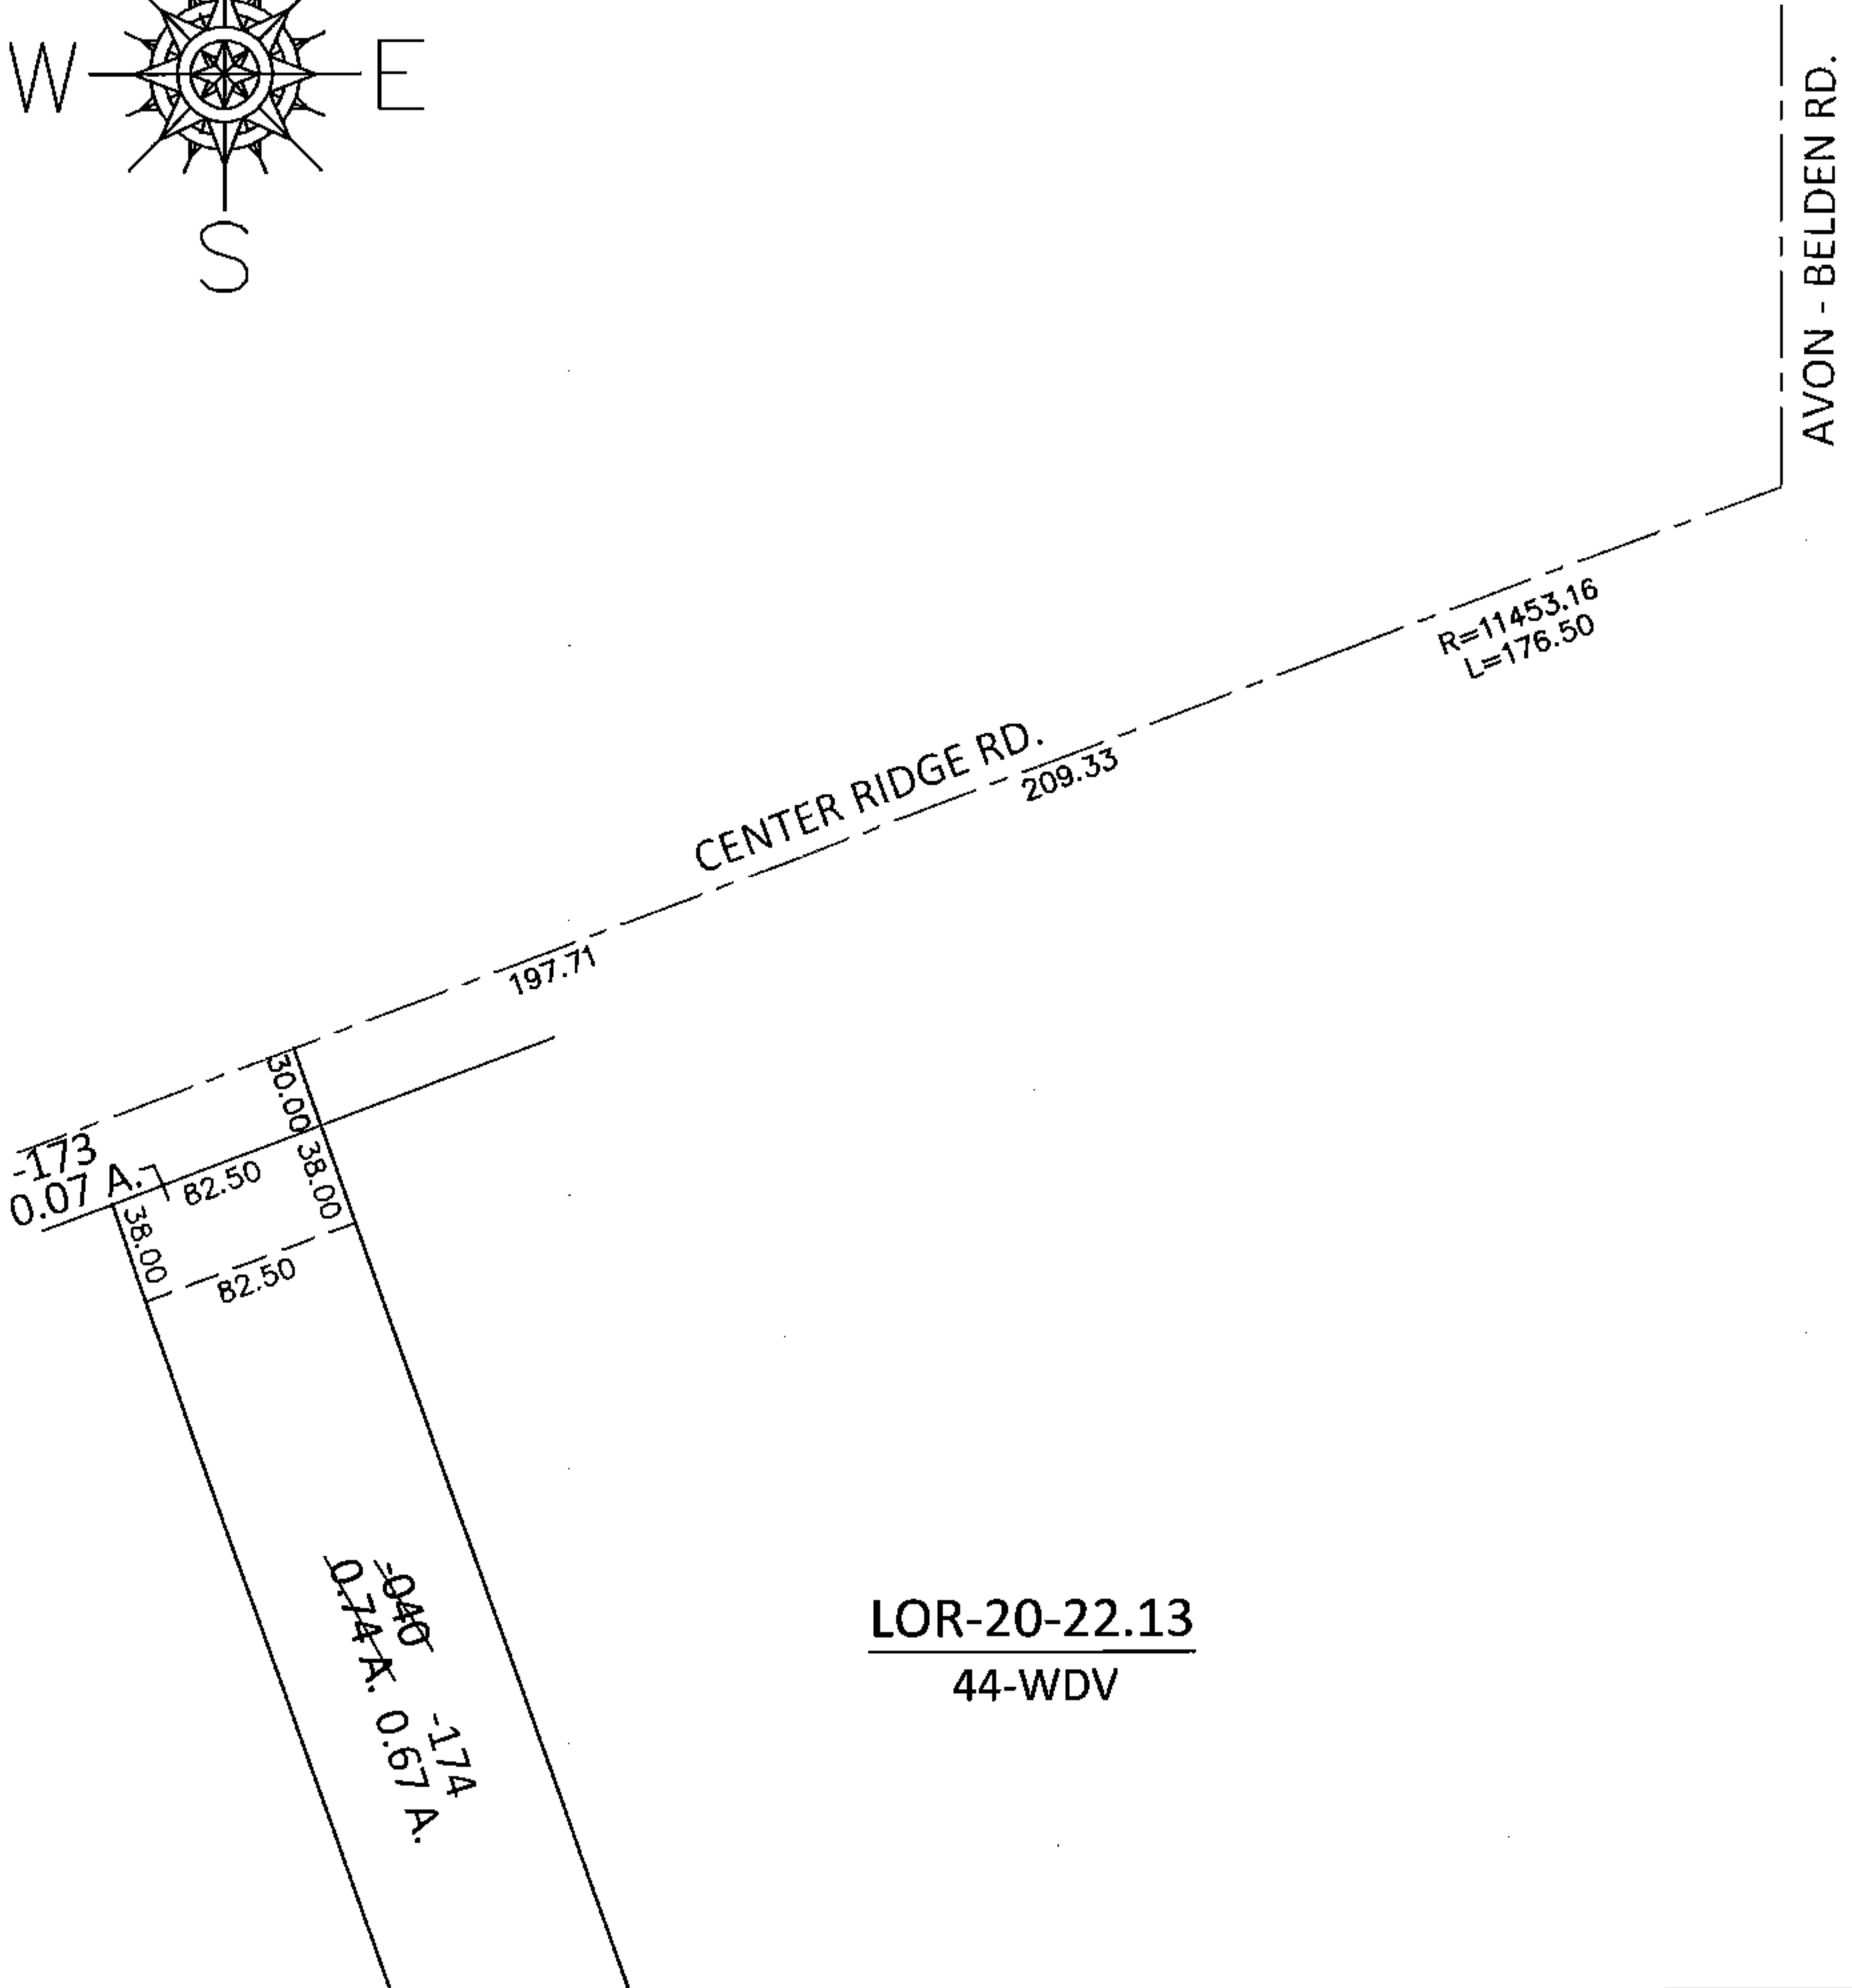 W E
S
AVON - BELDEN RD.
R=11453.16
L=176.50
CENTER RIDGE RD.
209.33
197.71
30.00
-173
0.07 A.
82.50
38.00
38.00
82.50
-040
0.74 A.
-174
0.67 A.
LOR-20-22.13
44-WDV